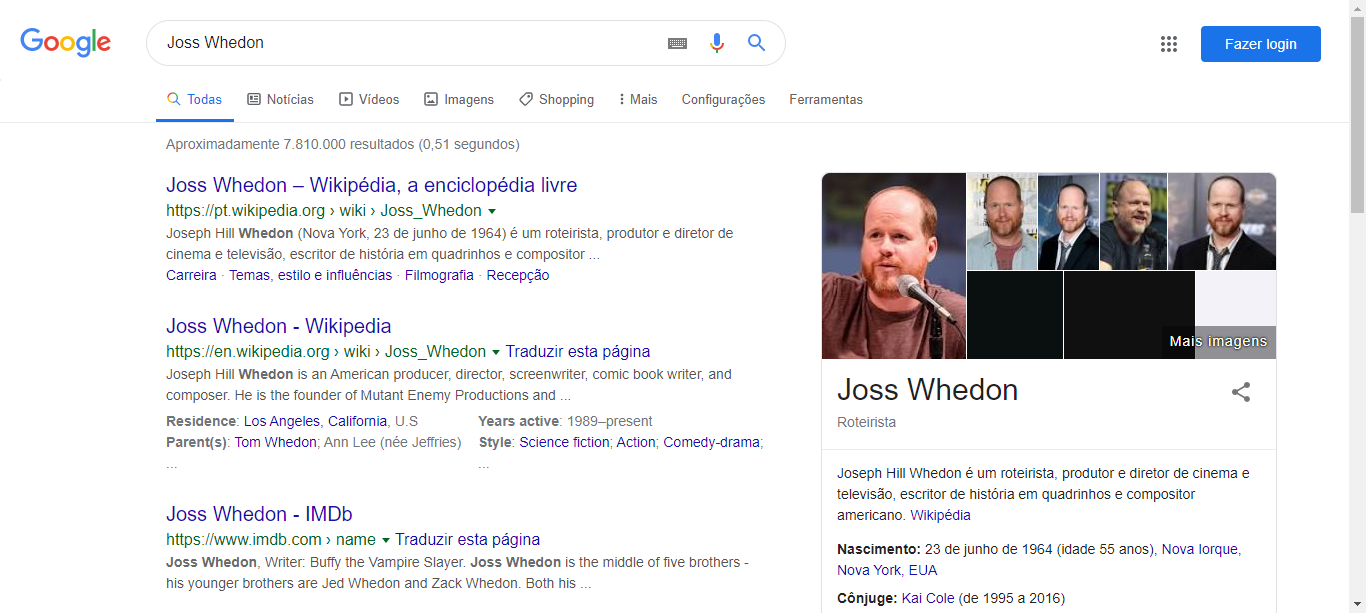 Google
Joss Whedon
Fazer login
Todas
Notícias
Vídeos
Imagens
Shopping
Mais
Configurações
Ferramentas
Aproximadamente 7.810.000 resultados (0,51 segundos)
Joss Whedon – Wikipédia, a enciclopédia livre
https://pt.wikipedia.org › wiki › Joss_Whedon
Joseph Hill Whedon (Nova York, 23 de junho de 1964) é um roteirista, produtor e diretor de
cinema e televisão, escritor de história em quadrinhos e compositor ...
Carreira · Temas, estilo e influências · Filmografia · Recepção
Joss Whedon - Wikipedia
https://en.wikipedia.org › wiki › Joss_Whedon Traduzir esta página
Joseph Hill Whedon is an American producer, director, screenwriter, comic book writer, and
composer. He is the founder of Mutant Enemy Productions and ...
Residence: Los Angeles, California, U.S
Years active: 1989–present
Parent(s): Tom Whedon; Ann Lee (née Jeffries)
Style: Science fiction; Action; Comedy-drama;
...
...
Joss Whedon - IMDb
https://www.imdb.com › name Traduzir esta página
Joss Whedon, Writer: Buffy the Vampire Slayer. Joss Whedon is the middle of five brothers -
his younger brothers are Jed Whedon and Zack Whedon. Both his ...
Mais imagens
Joss Whedon
Roteirista
Joseph Hill Whedon é um roteirista, produtor e diretor de cinema e
televisão, escritor de história em quadrinhos e compositor
americano. Wikipédia
Nascimento: 23 de junho de 1964 (idade 55 anos), Nova Iorque,
Nova York, EUA
Cônjuge: Kai Cole (de 1995 a 2016)